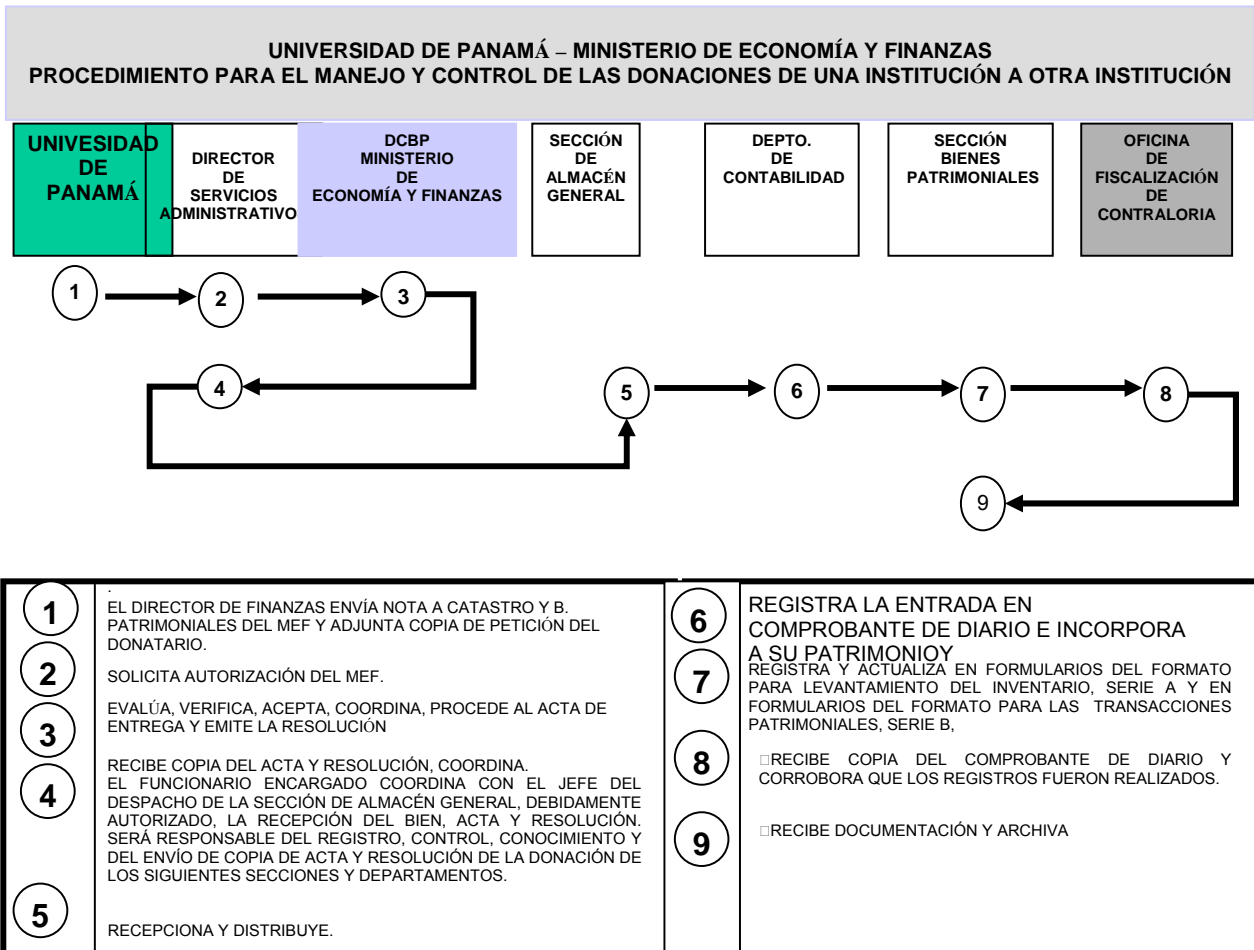 UNIVERSIDAD DE PANAMÁ – MINISTERIO DE ECONOMÍA Y FINANZAS
PROCEDIMIENTO PARA EL MANEJO Y CONTROL DE LAS DONACIONES DE UNA INSTITUCIÓN A OTRA INSTITUCIÓN
UNIVESIDAD
DE
PANAMÁ
DIRECTOR
DE
SERVICIOS
ADMINISTRATIVO
DCBP
MINISTERIO
DE
ECONOMÍA Y FINANZAS
SECCIÓN
DE
ALMACÉN
GENERAL
DEPTO.
DE
CONTABILIDAD
SECCIÓN
BIENES
PATRIMONIALES
OFICINA
DE
FISCALIZACIÓN
DE
CONTRALORIA
1
2
3
4
5
6
7
8
9
1
.
EL DIRECTOR DE FINANZAS ENVÍA NOTA A CATASTRO Y B.
PATRIMONIALES DEL MEF Y ADJUNTA COPIA DE PETICIÓN DEL
DONATARIO.
2
SOLICITA AUTORIZACIÓN DEL MEF.
3
EVALÚA, VERIFICA, ACEPTA, COORDINA, PROCEDE AL ACTA DE
ENTREGA Y EMITE LA RESOLUCIÓN
4
RECIBE COPIA DEL ACTA Y RESOLUCIÓN, COORDINA.
EL FUNCIONARIO ENCARGADO COORDINA CON EL JEFE DEL
DESPACHO DE LA SECCIÓN DE ALMACÉN GENERAL, DEBIDAMENTE
AUTORIZADO, LA RECEPCIÓN DEL BIEN, ACTA Y RESOLUCIÓN.
SERÁ RESPONSABLE DEL REGISTRO, CONTROL, CONOCIMIENTO Y
DEL ENVÍO DE COPIA DE ACTA Y RESOLUCIÓN DE LA DONACIÓN DE
LOS SIGUIENTES SECCIONES Y DEPARTAMENTOS.
5
RECEPCIONA Y DISTRIBUYE.
6
REGISTRA LA ENTRADA EN
COMPROBANTE DE DIARIO E INCORPORA
A SU PATRIMONIOY
7
REGISTRA Y ACTUALIZA EN FORMULARIOS DEL FORMATO
PARA LEVANTAMIENTO DEL INVENTARIO, SERIE A Y EN
FORMULARIOS DEL FORMATO PARA LAS TRANSACCIONES
PATRIMONIALES, SERIE B,
8
□RECIBE COPIA DEL COMPROBANTE DE DIARIO Y
CORROBORA QUE LOS REGISTROS FUERON REALIZADOS.
9
□RECIBE DOCUMENTACIÓN Y ARCHIVA